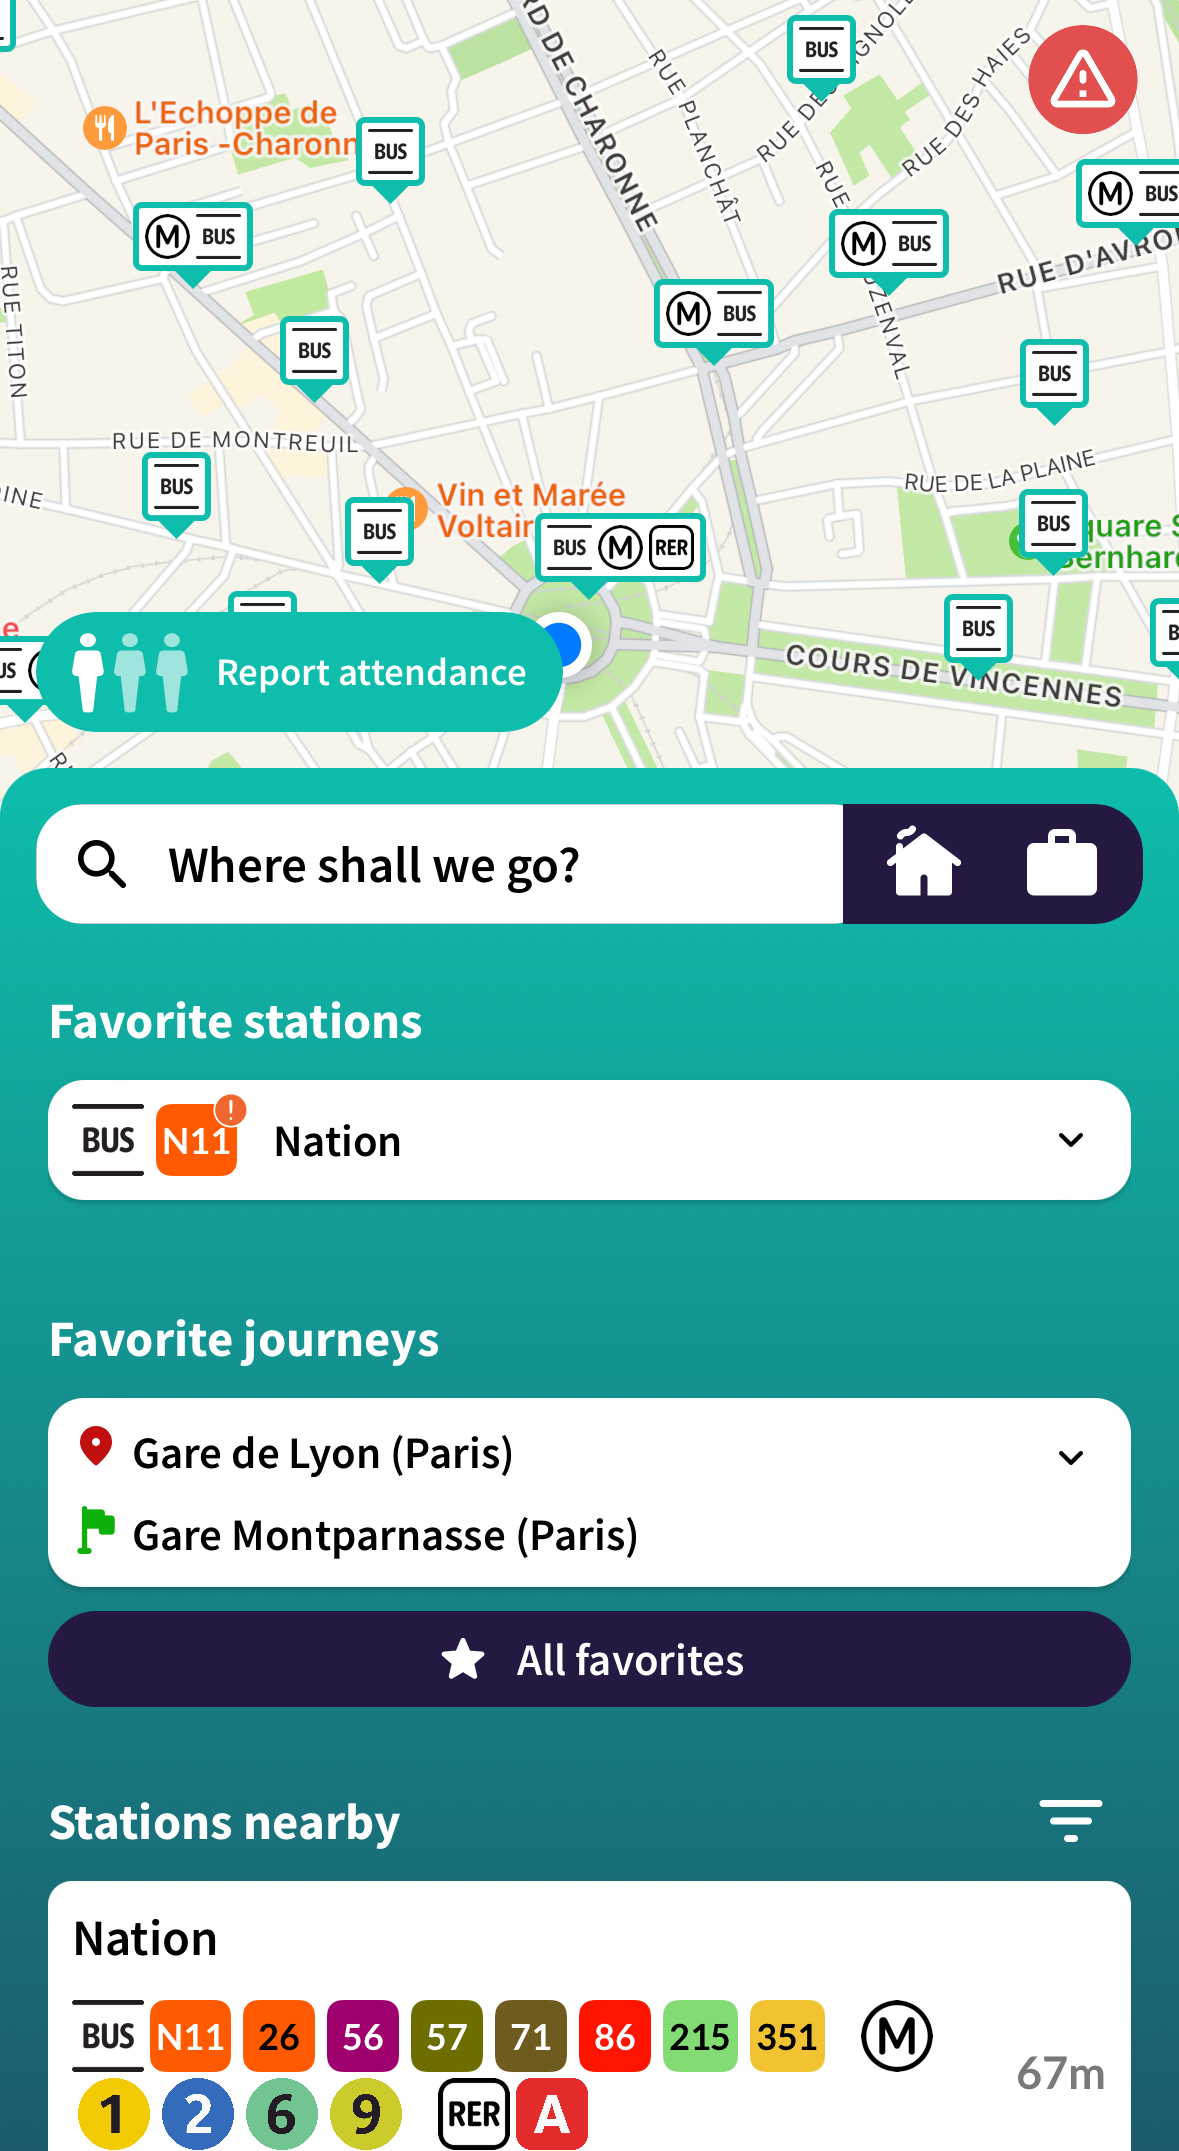 RD DE CHARONNE
RUE PLANCHÂT
BUS
RUE DES HAIES
L'Echoppe de
Paris -Charonn
BUS
M BUS
M BUS
M BUS
RUE D'AVRO
RUE TITON
M BUS
BUS
BUS
RUE DE MONTREUIL
RUE DE LA PLAINE
BUS
INE
Vin et Marée
Voltair
BUS
BUS M RER
BUS
quare S
Bernhard
BUS
COURS DE VINCENNES
Report attendance
Where shall we go?
Favorite stations
BUS N11 ! Nation
Favorite journeys
Gare de Lyon (Paris)
Gare Montparnasse (Paris)
All favorites
Stations nearby
Nation
BUS N11 26 56 57 71 86 215 351 M
67m
1 2 6 9 RER A